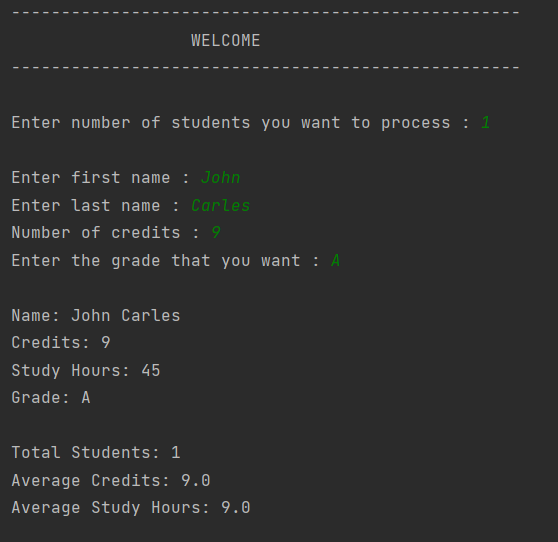 ---------------------------------------------------
WELCOME
---------------------------------------------------
Enter number of students you want to process : 1
Enter first name : John
Enter last name : Carles
Number of credits : 9
Enter the grade that you want : A
Name: John Carles
Credits: 9
Study Hours: 45
Grade: A
Total Students: 1
Average Credits: 9.0
Average Study Hours: 9.0